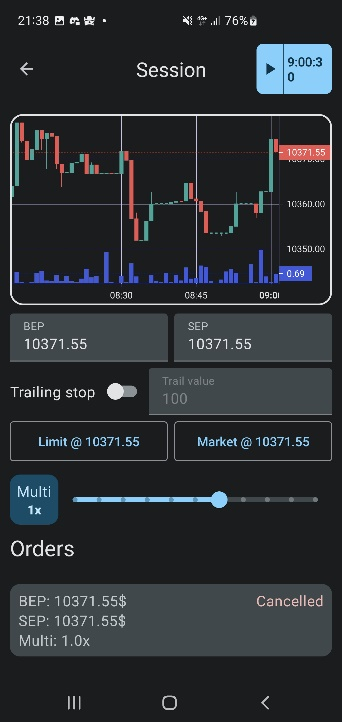 21:38
76%
Session
9:00:3
0
10371.55
10360.00
10350.00
0.69
08:30
08:45
BEP
10371.55
SEP
10371.55
Trailing stop
Trail value
100
Limit @ 10371.55
Market @ 10371.55
Multi
1x
Orders
BEP: 10371.55$
Cancelled
SEP: 10371.55$
Multi: 1.0x